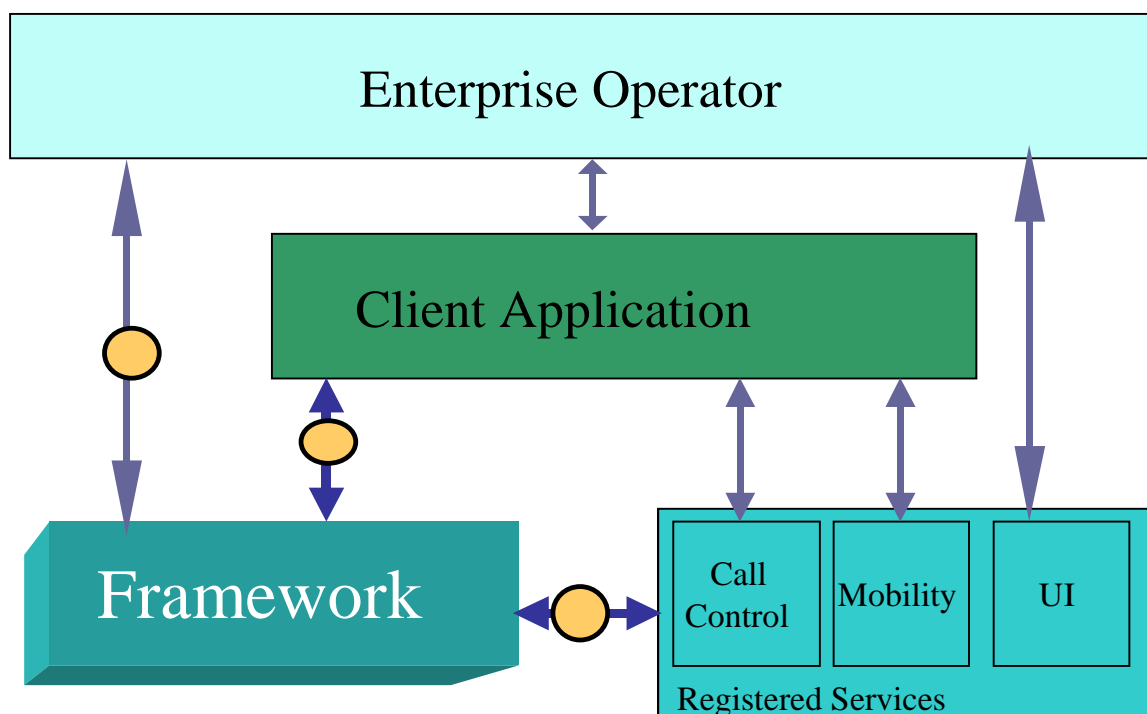 Enterprise Operator
Client Application
Framework
Call
Control
Mobility
UI
Registered Services